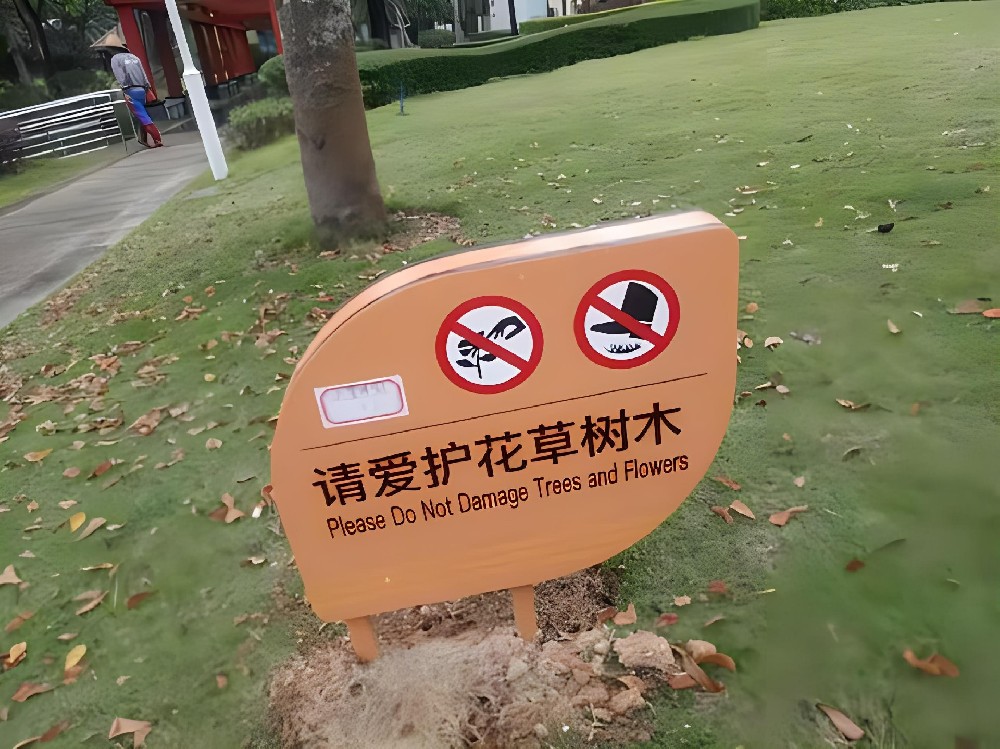 请爱护花草树木
Please Do Not Damage Trees and Flowers